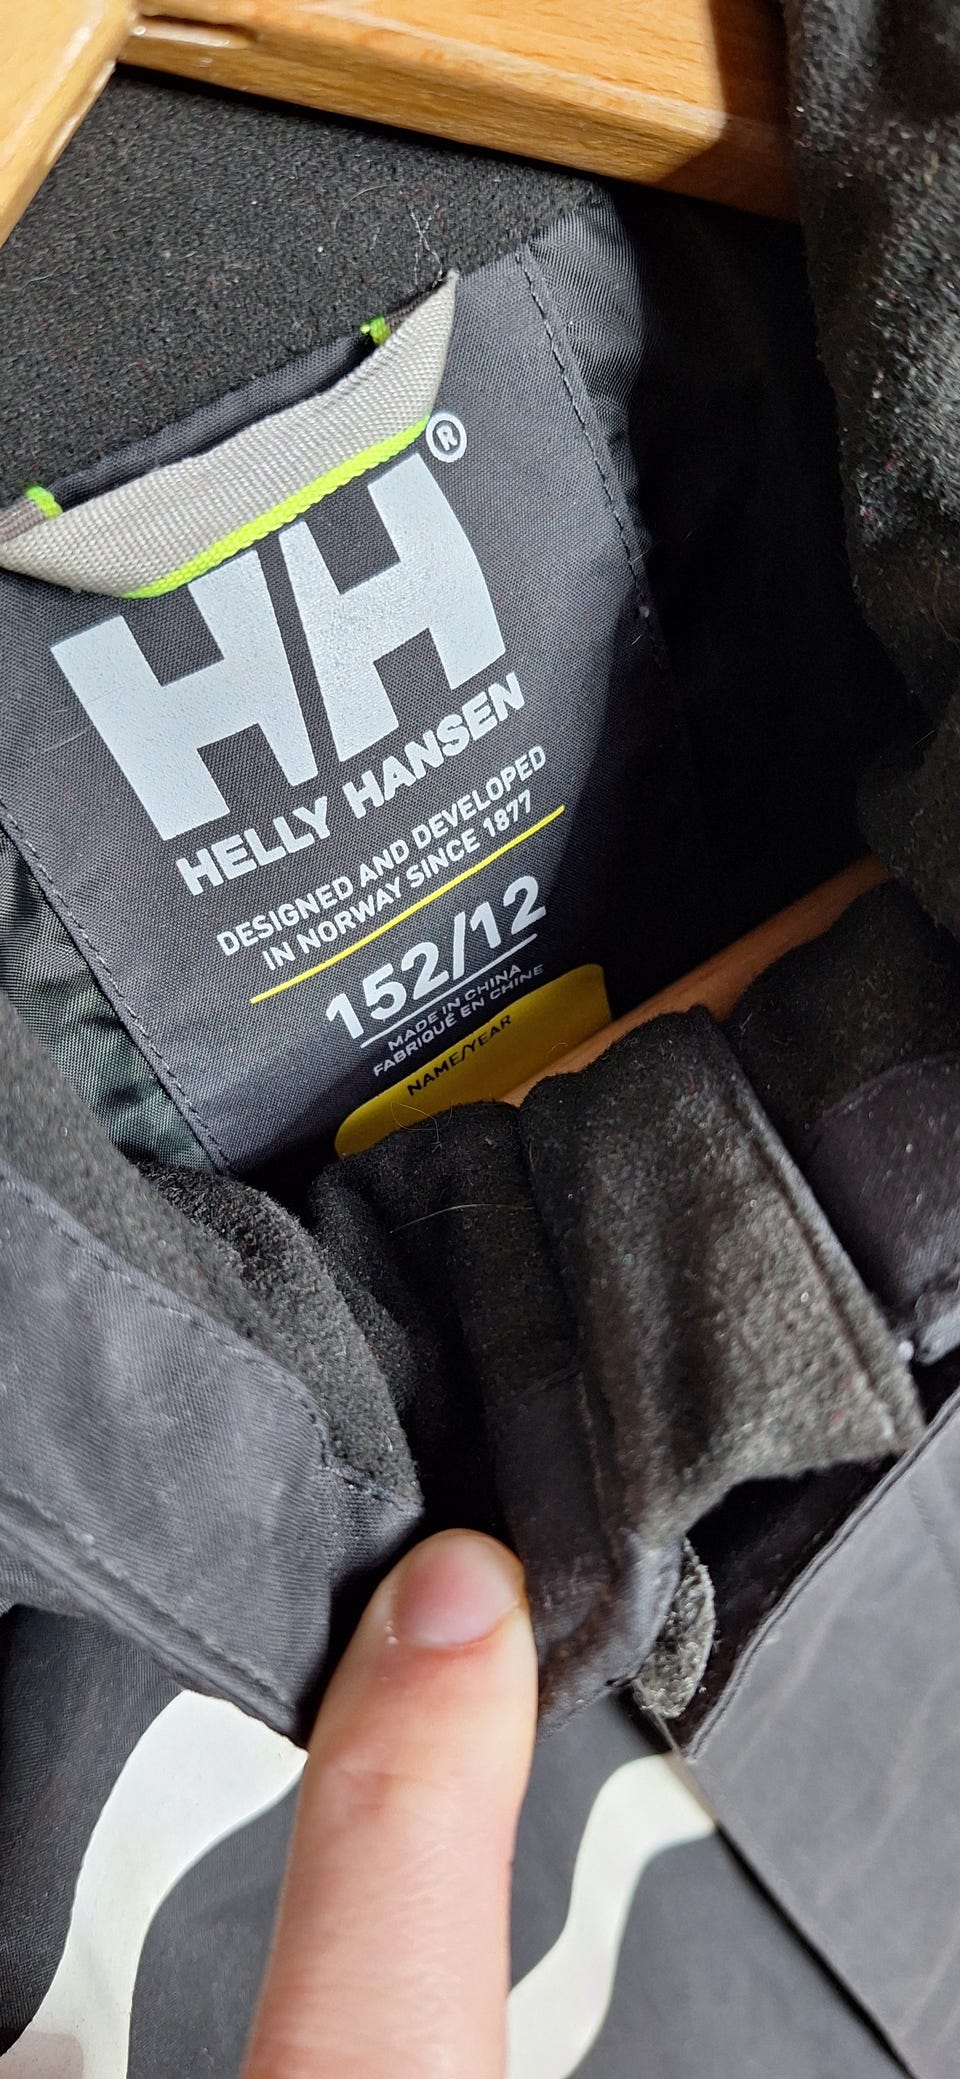 HH®
HELLY HANSEN
DESIGNED AND DEVELOPED
IN NORWAY SINCE 1877
152/12
MADE IN CHINA
FABRIQUÉ EN CHINE
NAME/YEAR